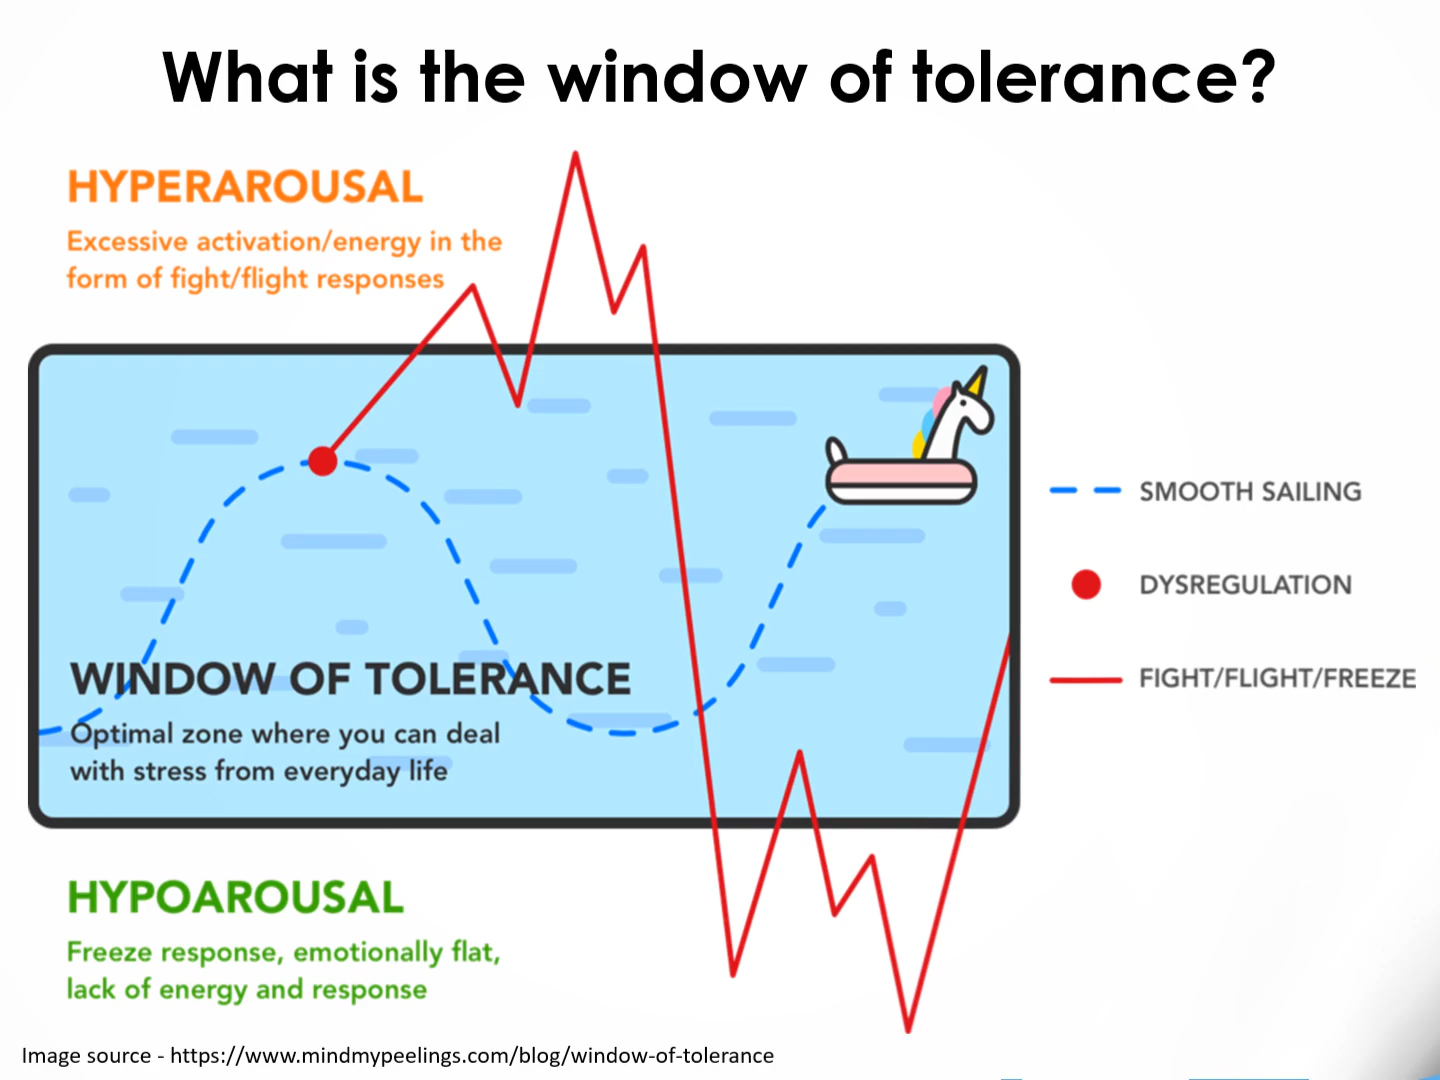 What is the window of tolerance?
HYPERAROUSAL
Excessive activation/energy in the
form of fight/flight responses
SMOOTH SAILING
DYSREGULATION
FIGHT/FLIGHT/FREEZE
WINDOW OF TOLERANCE
Optimal zone where you can deal
with stress from everyday life
HYPOAROUSAL
Freeze response, emotionally flat,
lack of energy and response
Image source - https://www.mindmypeelings.com/blog/window-of-tolerance